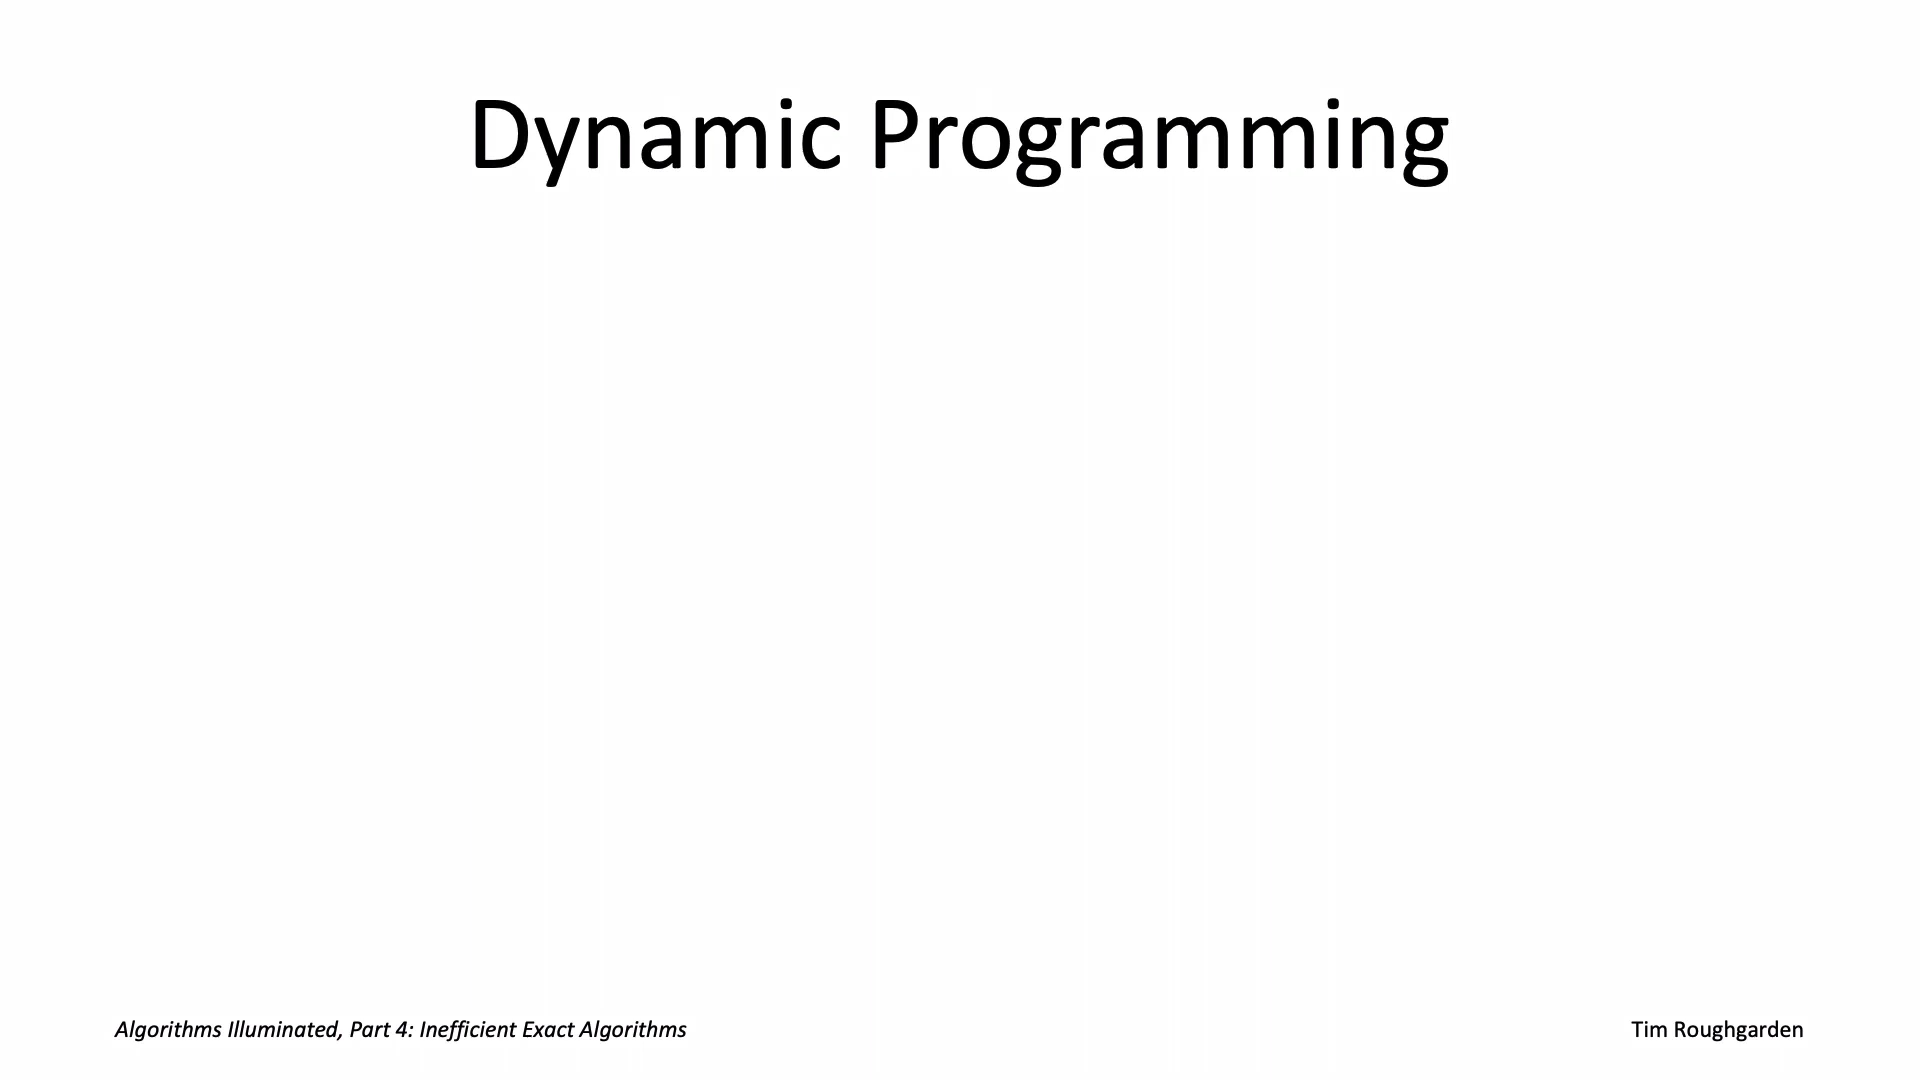 Dynamic Programming
Algorithms Illuminated, Part 4: Inefficient Exact Algorithms
Tim Roughgarden